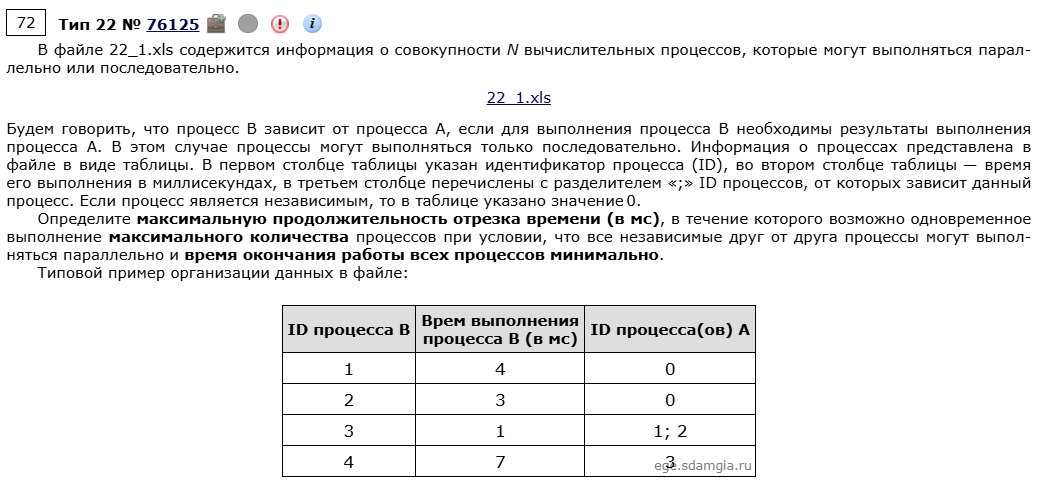 72 Тип 22 № 76125 i
В файле 22_1.xls содержится информация о совокупности N вычислительных процессов, которые могут выполняться парал-
лельно или последовательно.
22_1.xls
Будем говорить, что процесс B зависит от процесса A, если для выполнения процесса B необходимы результаты выполнения
процесса A. В этом случае процессы могут выполняться только последовательно. Информация о процессах представлена в
файле в виде таблицы. В первом столбце таблицы указан идентификатор процесса (ID), во втором столбце таблицы — время
его выполнения в миллисекундах, в третьем столбце перечислены с разделителем «;» ID процессов, от которых зависит данный
процесс. Если процесс является независимым, то в таблице указано значение 0.
Определите максимальную продолжительность отрезка времени (в мс), в течение которого возможно одновременное
выполнение максимального количества процессов при условии, что все независимые друг от друга процессы могут выпол-
няться параллельно и время окончания работы всех процессов минимально.
Типовой пример организации данных в файле:
ID процесса B Врем выполнения процесса B (в мс) ID процесса(ов) A
1 4 0
2 3 0
3 1 1; 2
4 7 3
ege.sdamgia.ru